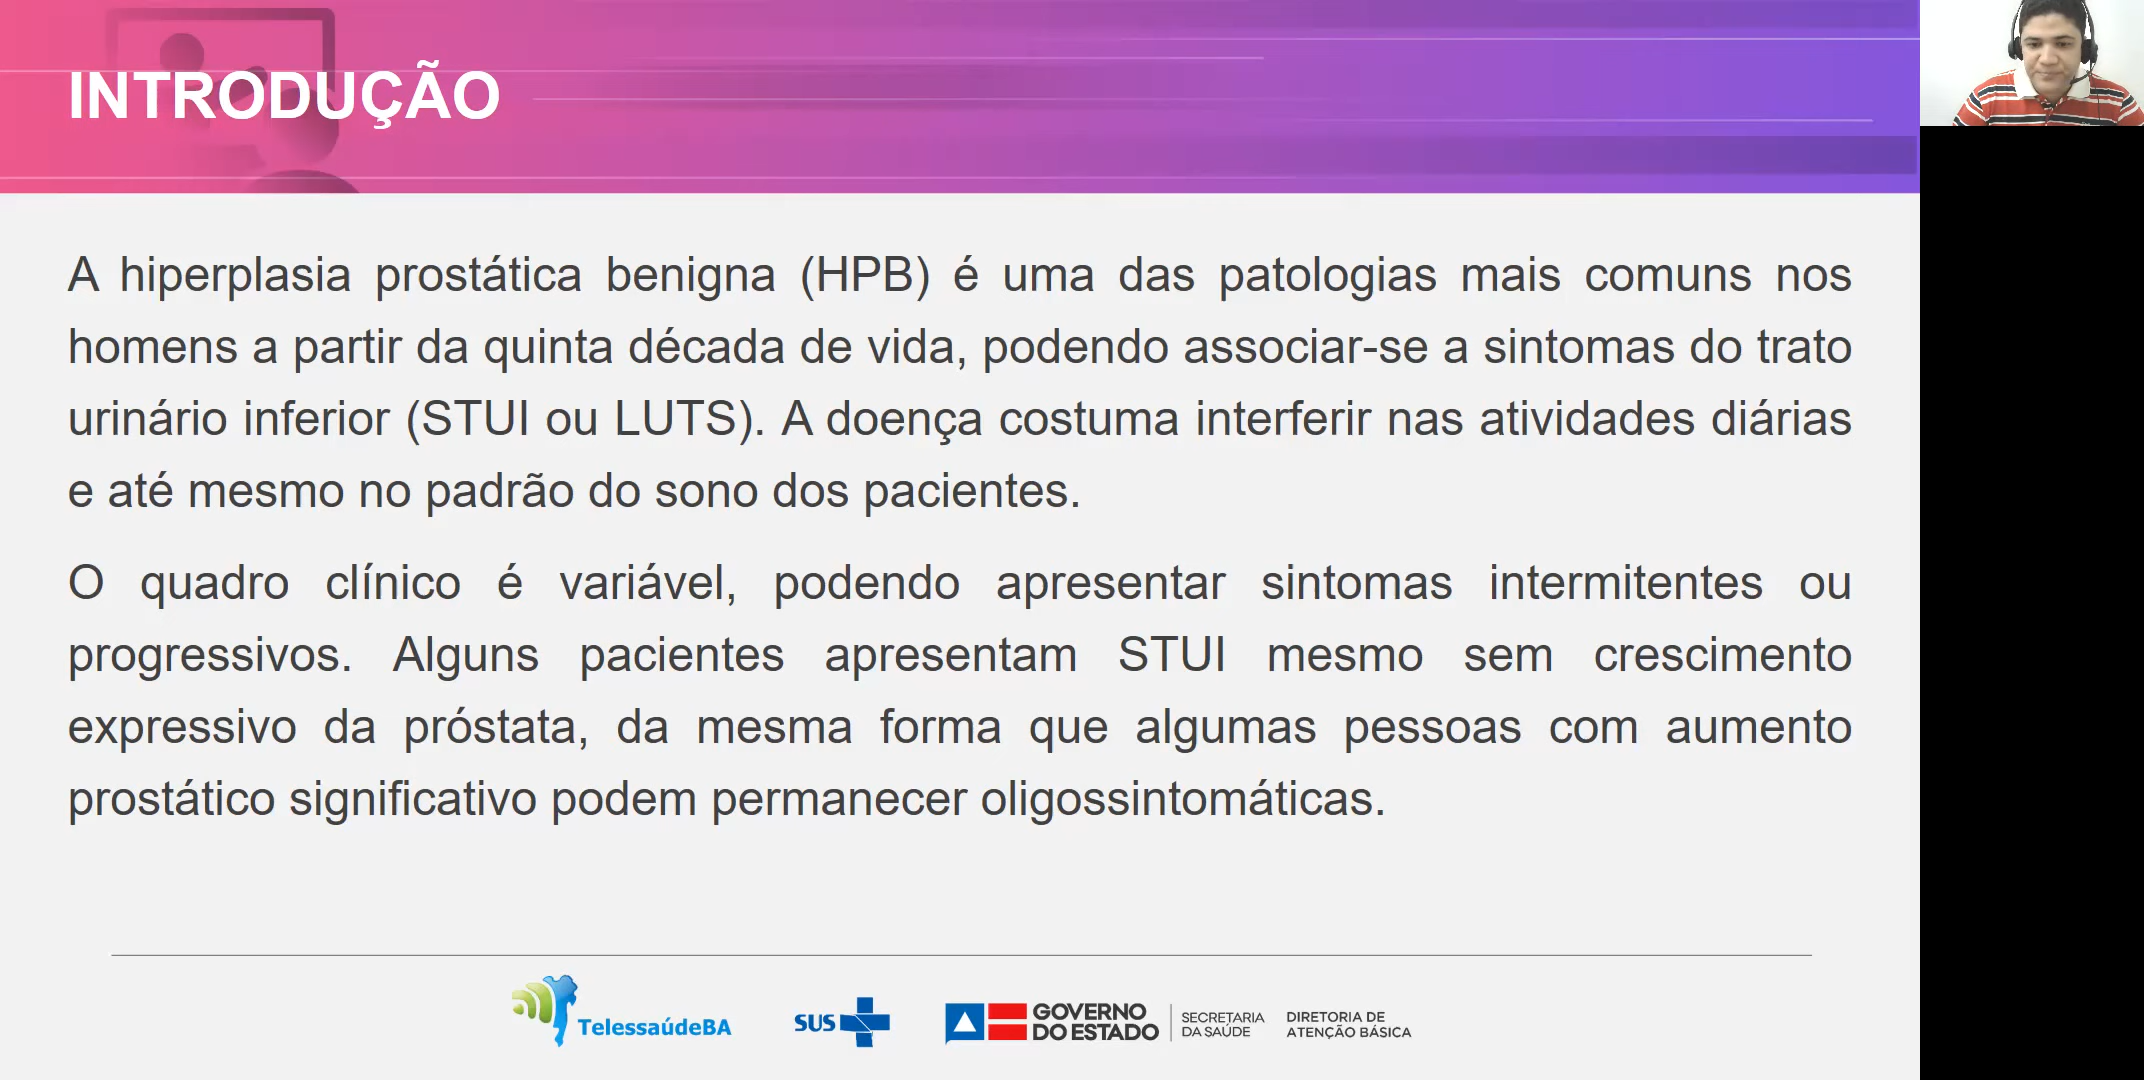 INTRODUÇÃO
A hiperplasia prostática benigna (HPB) é uma das patologias mais comuns nos
homens a partir da quinta década de vida, podendo associar-se a sintomas do trato
urinário inferior (STUI ou LUTS). A doença costuma interferir nas atividades diárias
e até mesmo no padrão do sono dos pacientes.
O quadro clínico é variável, podendo apresentar sintomas intermitentes ou
progressivos. Alguns pacientes apresentam STUI mesmo sem crescimento
expressivo da próstata, da mesma forma que algumas pessoas com aumento
prostático significativo podem permanecer oligossintomáticas.
TelessaúdeBA
SUS
GOVERNO
DO ESTADO
SECRETARIA
DA SAÚDE
DIRETORIA DE
ATENÇÃO BÁSICA